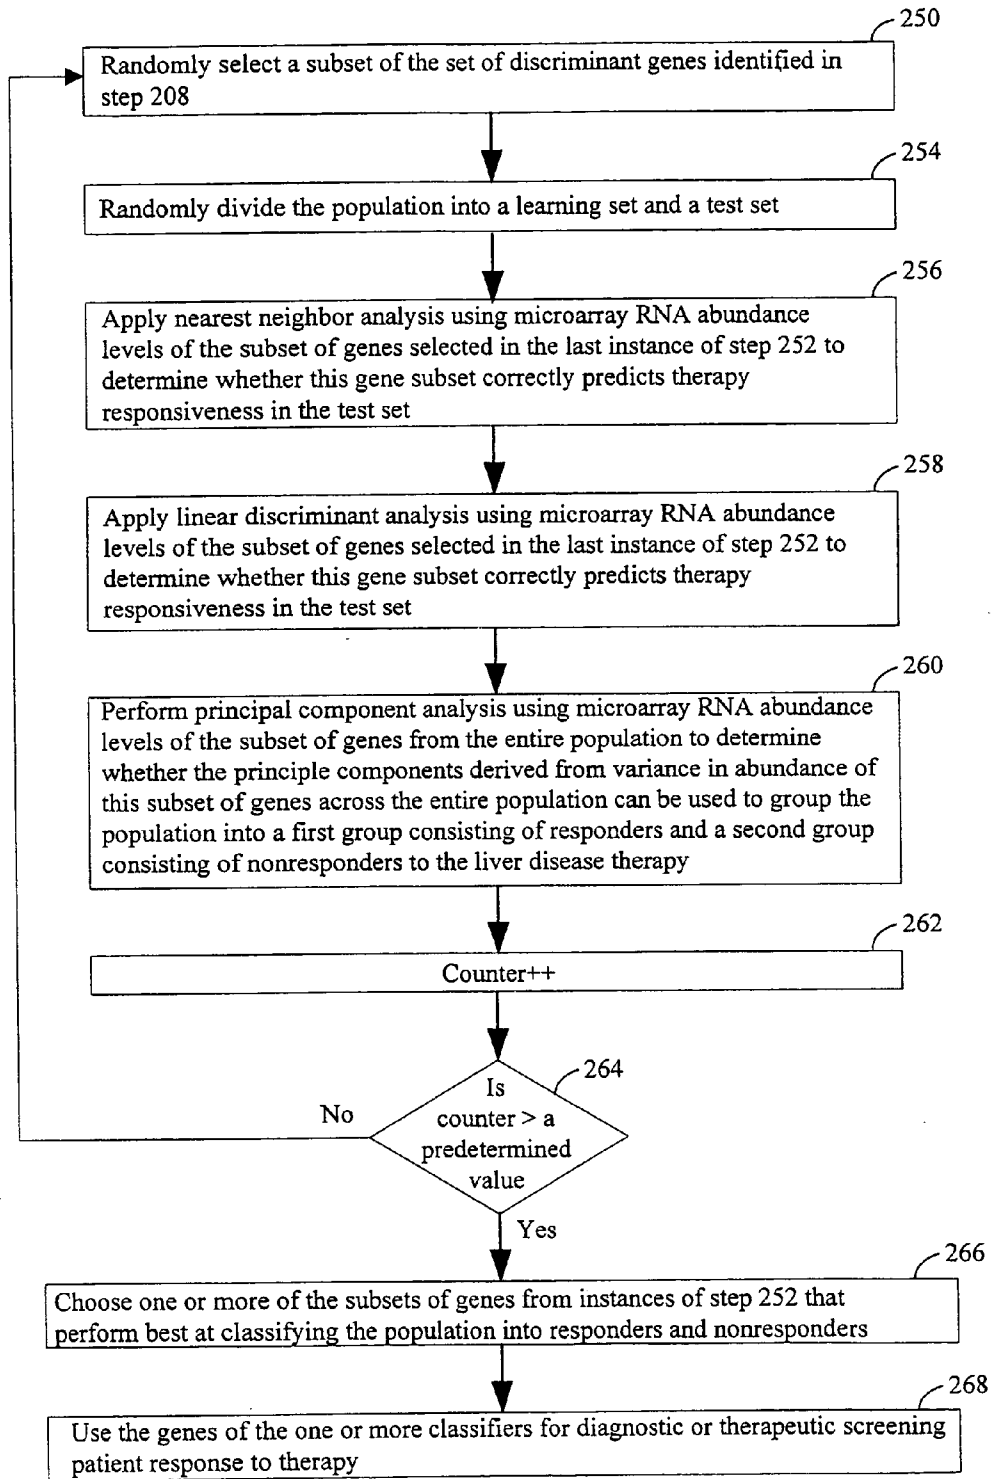 250
Randomly select a subset of the set of discriminant genes identified in
step 208
254
Randomly divide the population into a learning set and a test set
256
Apply nearest neighbor analysis using microarray RNA abundance
levels of the subset of genes selected in the last instance of step 252 to
determine whether this gene subset correctly predicts therapy
responsiveness in the test set
258
Apply linear discriminant analysis using microarray RNA abundance
levels of the subset of genes selected in the last instance of step 252 to
determine whether this gene subset correctly predicts therapy
responsiveness in the test set
260
Perform principal component analysis using microarray RNA abundance
levels of the subset of genes from the entire population to determine
whether the principle components derived from variance in abundance of
this subset of genes across the entire population can be used to group the
population into a first group consisting of responders and a second group
consisting of nonresponders to the liver disease therapy
262
Counter++
264
Is
counter > a
predetermined
value
No
Yes
266
Choose one or more of the subsets of genes from instances of step 252 that
perform best at classifying the population into responders and nonresponders
268
Use the genes of the one or more classifiers for diagnostic or therapeutic screening
patient response to therapy